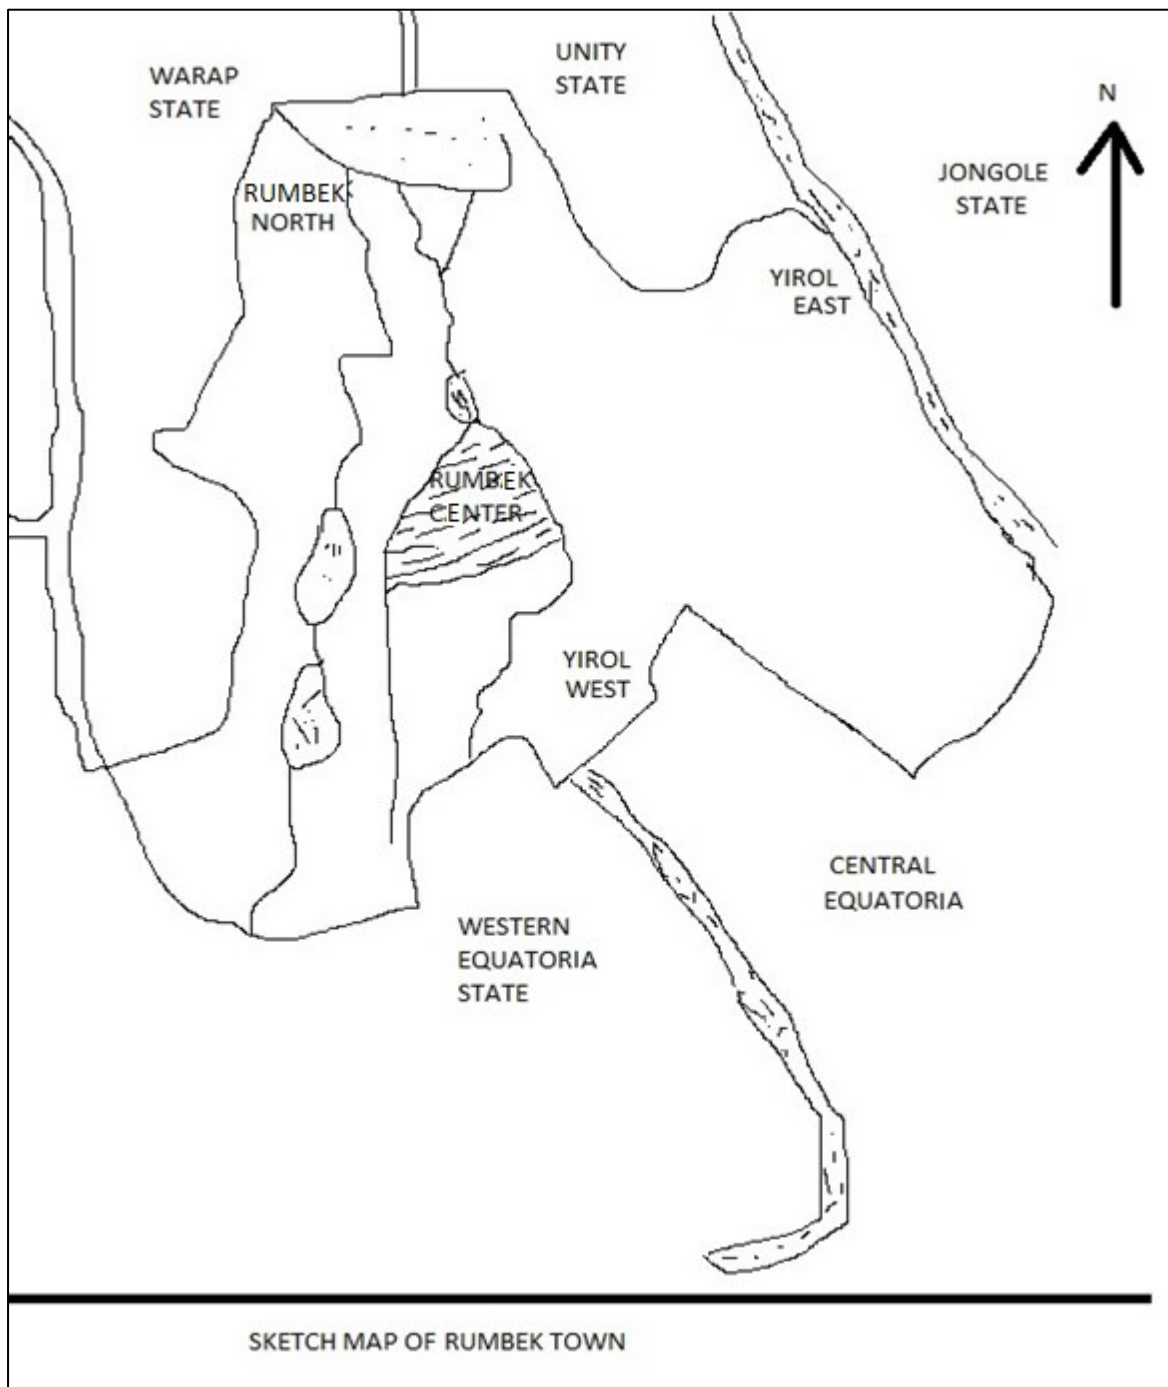 WARAP
STATE
UNITY
STATE
N
JONGOLE
STATE
RUMBEK
NORTH
YIROL
EAST
RUMBEK
CENTER
YIROL
WEST
CENTRAL
EQUATORIA
WESTERN
EQUATORIA
STATE
SKETCH MAP OF RUMBEK TOWN